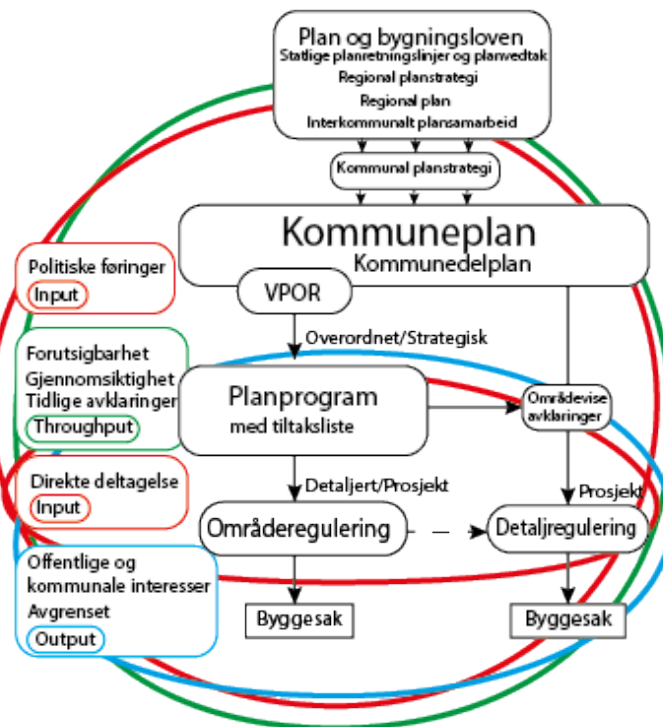 Plan og bygningsloven
Statlige planretningslinjer og planvedtak
Regional planstrategi
Regional plan
Interkommunalt plansamarbeid
Kommunal planstrategi
Kommuneplan
Kommunedelplan
VPOR
Politiske føringer
Input
Overordnet/Strategisk
Forutsigbarhet
Gjennomsiktighet
Tidlige avklaringer
Throughput
Planprogram
med tiltaksliste
Områdevise
avklaringer
Direkte deltagelse
Input
Detaljert/Prosjekt
Prosjekt
Områderegulering
Detaljregulering
Offentlige og
kommunale interesser
Avgrenset
Output
Byggesak
Byggesak